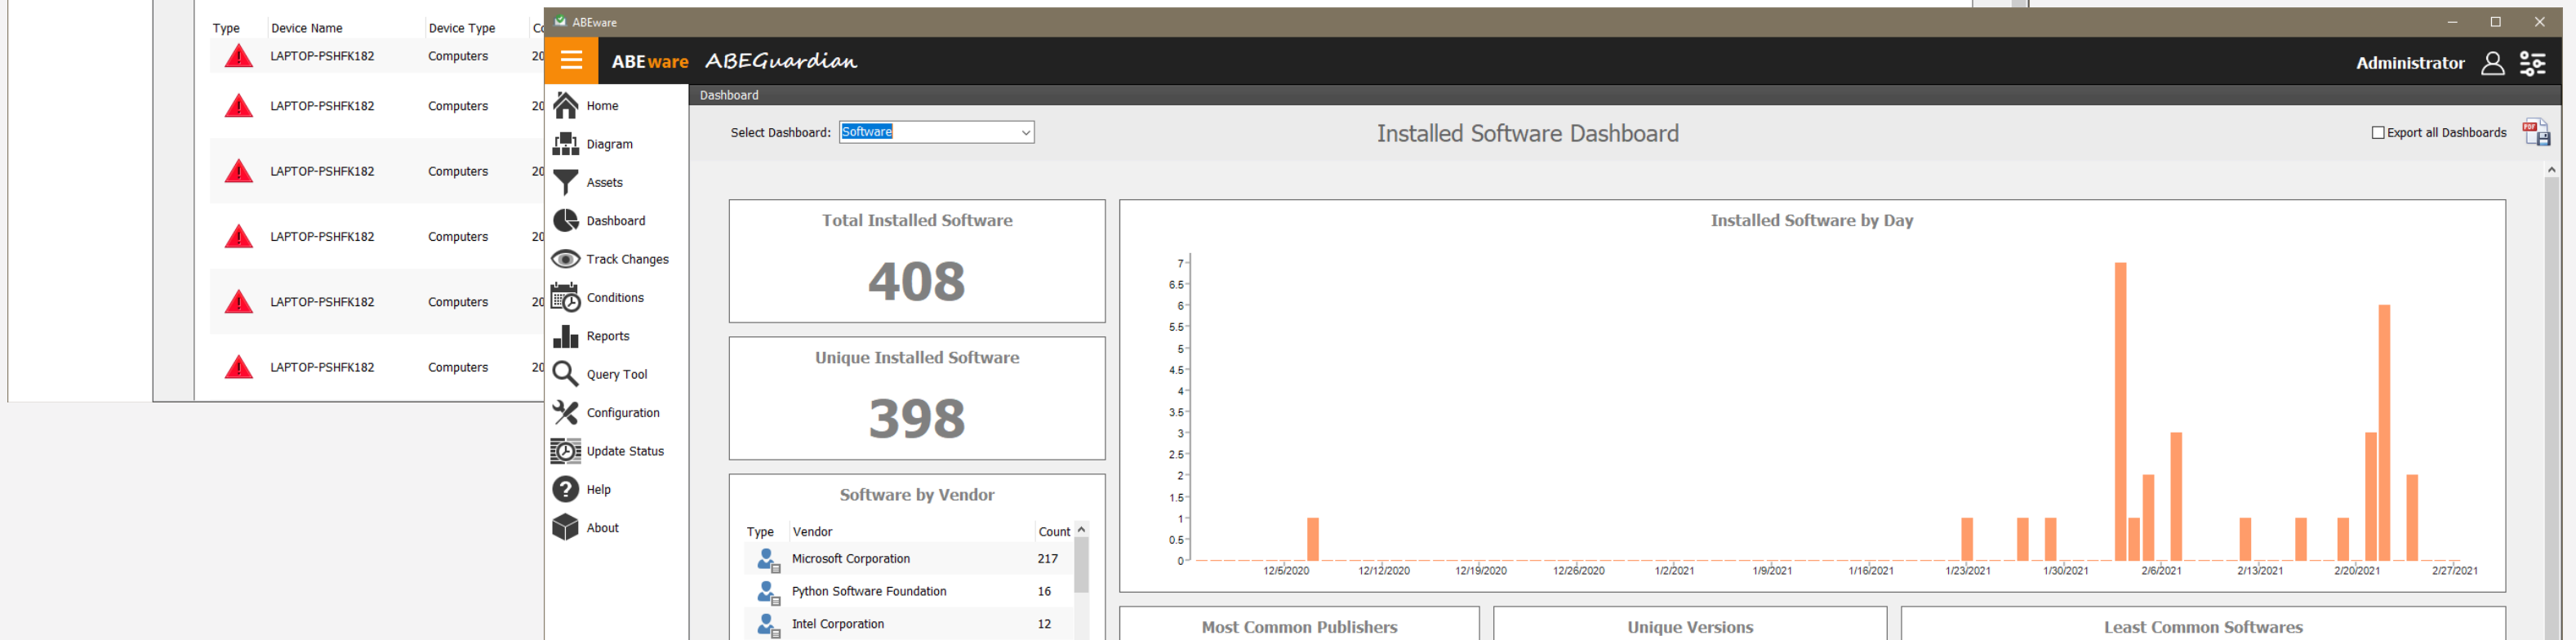 Type Device Name Device Type
LAPTOP-PSHFK182 Computers 20
LAPTOP-PSHFK182 Computers 20
LAPTOP-PSHFK182 Computers 20
LAPTOP-PSHFK182 Computers 20
LAPTOP-PSHFK182 Computers 20
LAPTOP-PSHFK182 Computers 20
ABEware
ABEware ABEGuardian
Administrator
Home
Diagram
Assets
Dashboard
Track Changes
Conditions
Reports
Query Tool
Configuration
Update Status
Help
About
Dashboard
Select Dashboard: Software
Installed Software Dashboard
Export all Dashboards
PDF
Total Installed Software
408
Unique Installed Software
398
Software by Vendor
Type Vendor Count
Microsoft Corporation 217
Python Software Foundation 16
Intel Corporation 12
Installed Software by Day
7
6.5
6
5.5
5
4.5
4
3.5
3
2.5
2
1.5
1
0.5
0
12/5/2020 12/12/2020 12/19/2020 12/26/2020 1/2/2021 1/9/2021 1/16/2021 1/23/2021 1/30/2021 2/6/2021 2/13/2021 2/20/2021 2/27/2021
Most Common Publishers
Unique Versions
Least Common Softwares